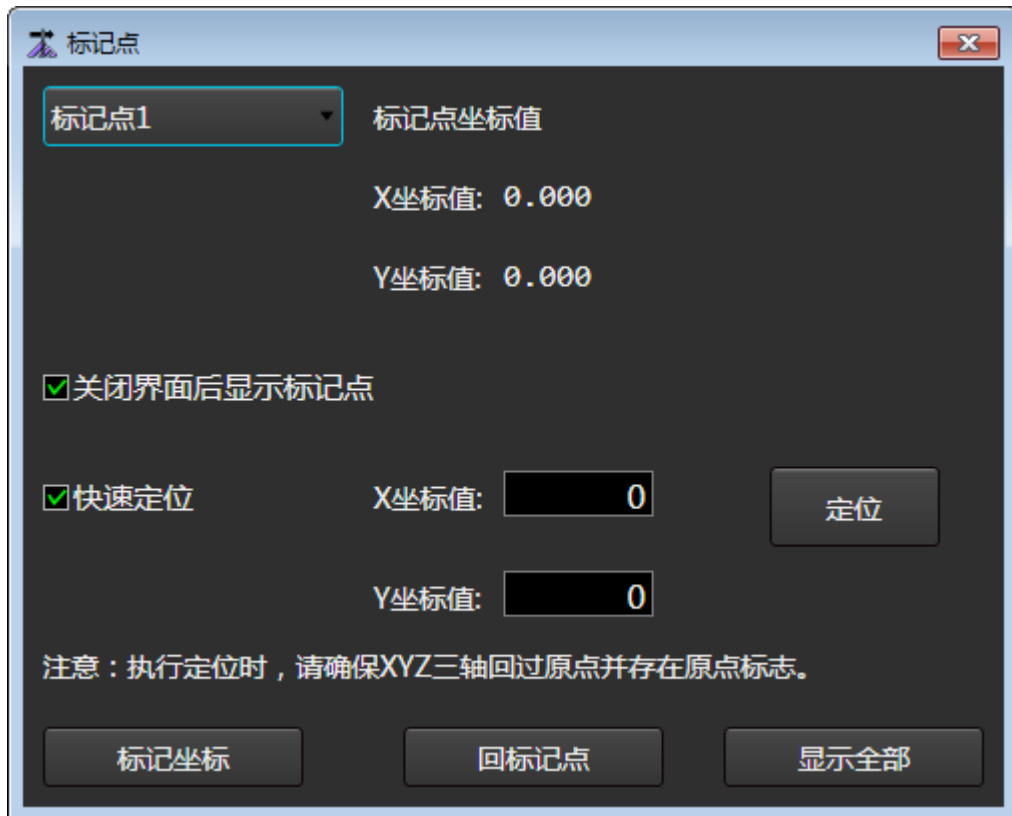 标记点
标记点1
标记点坐标值
X坐标值: 0.000
Y坐标值: 0.000
关闭界面后显示标记点
快速定位
X坐标值: 0
定位
Y坐标值: 0
注意：执行定位时，请确保XYZ三轴回过原点并存在原点标志。
标记坐标
回标记点
显示全部